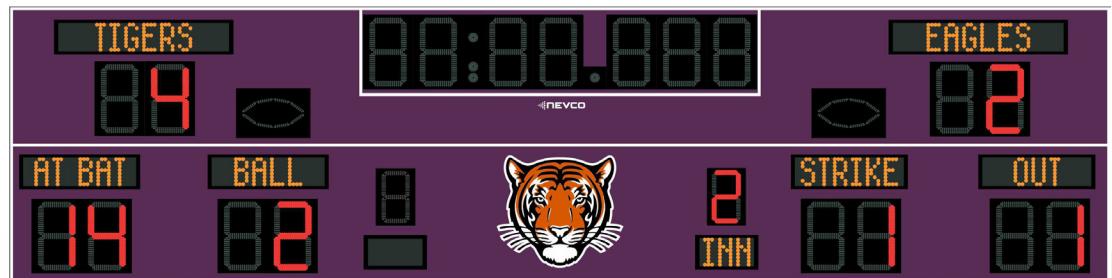 TIGERS
EAGLES
4
2
NEVCO
AT BAT
BALL
STRIKE
OUT
14
2
2
1
1
INN